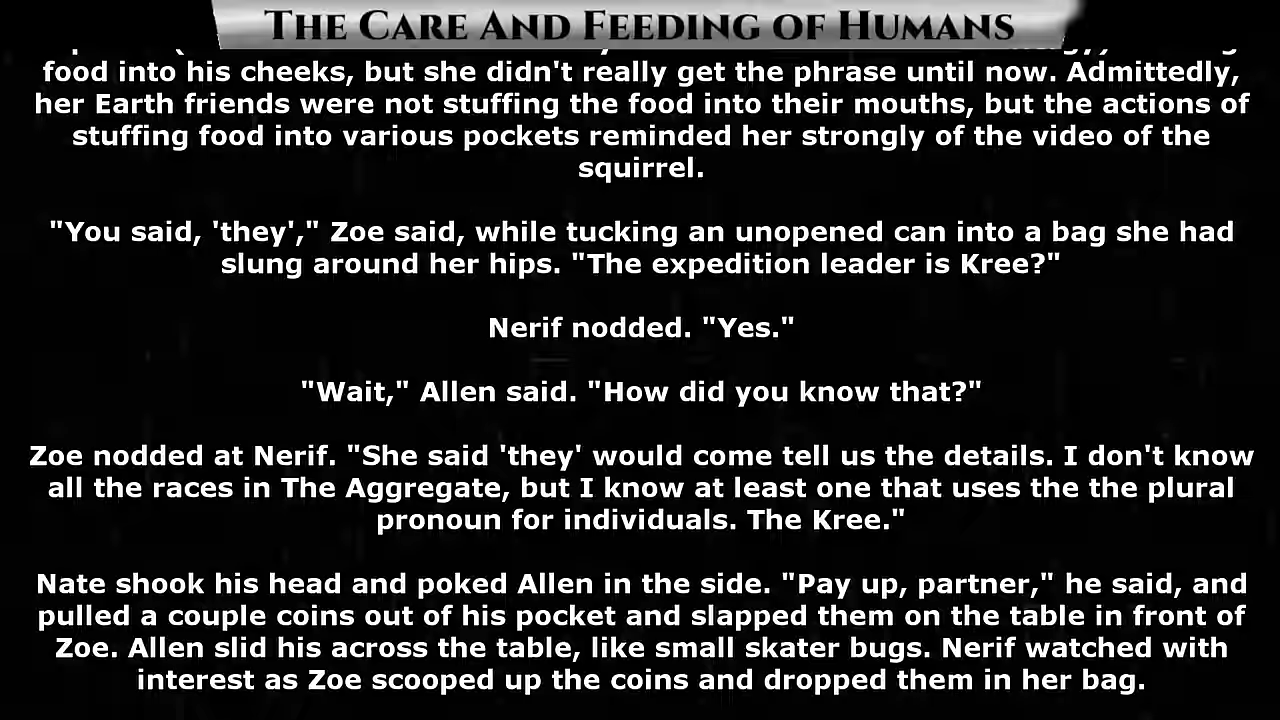 The Care And Feeding of Humans
food into his cheeks, but she didn't really get the phrase until now. Admittedly,
her Earth friends were not stuffing the food into their mouths, but the actions of
stuffing food into various pockets reminded her strongly of the video of the
squirrel.
"You said, 'they'," Zoe said, while tucking an unopened can into a bag she had
slung around her hips. "The expedition leader is Kree?"
Nerif nodded. "Yes."
"Wait," Allen said. "How did you know that?"
Zoe nodded at Nerif. "She said 'they' would come tell us the details. I don't know
all the races in The Aggregate, but I know at least one that uses the the plural
pronoun for individuals. The Kree."
Nate shook his head and poked Allen in the side. "Pay up, partner," he said, and
pulled a couple coins out of his pocket and slapped them on the table in front of
Zoe. Allen slid his across the table, like small skater bugs. Nerif watched with
interest as Zoe scooped up the coins and dropped them in her bag.